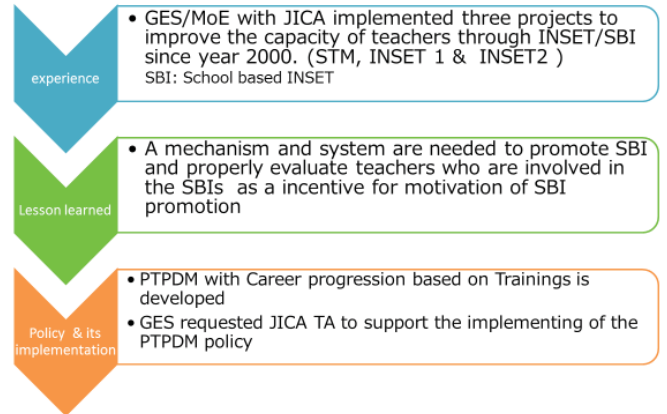 experience
• GES/MoE with JICA implemented three projects to
improve the capacity of teachers through INSET/SBI
since year 2000. (STM, INSET 1 & INSET2 )
SBI: School based INSET
Lesson learned
• A mechanism and system are needed to promote SBI
and properly evaluate teachers who are involved in
the SBIs as a incentive for motivation of SBI
promotion
Policy & its
implementation
• PTPDM with Career progression based on Trainings is
developed
• GES requested JICA TA to support the implementing of the
PTPDM policy